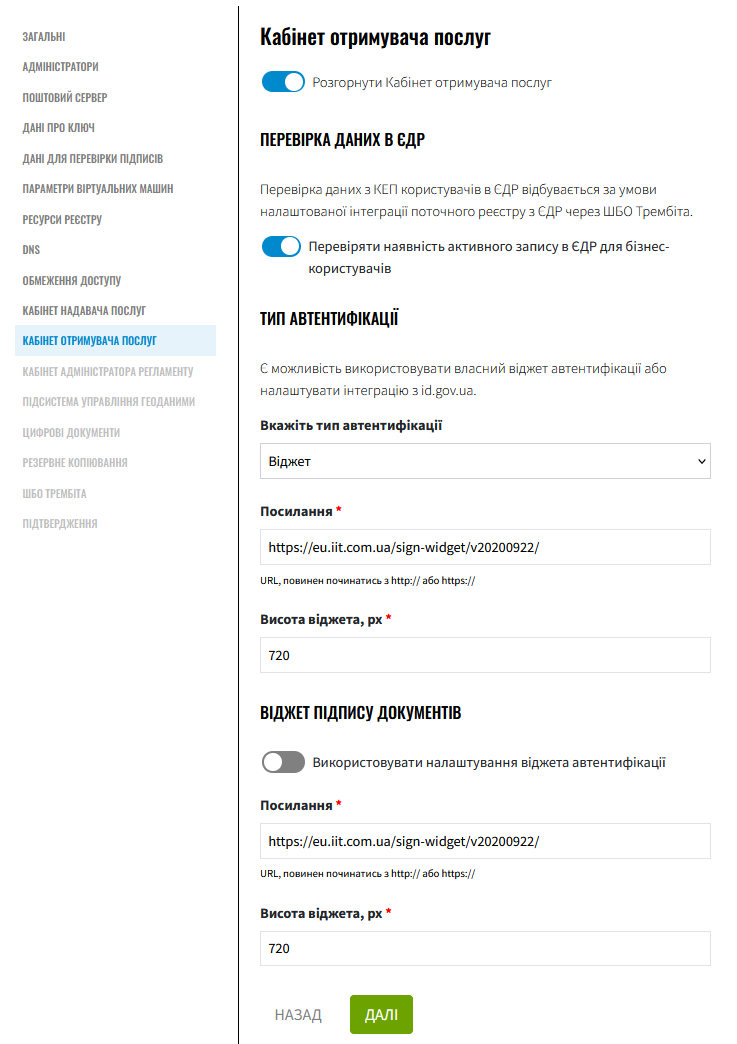 ЗАГАЛЬНІ
АДМІНІСТРАТОРИ
ПОШТОВИЙ СЕРВЕР
ДАНІ ПРО КЛЮЧ
ДАНІ ДЛЯ ПЕРЕВІРКИ ПІДПИСІВ
ПАРАМЕТРИ ВІРТУАЛЬНИХ МАШИН
РЕСУРСИ РЕЄСТРУ
DNS
ОБМЕЖЕННЯ ДОСТУПУ
КАБІНЕТ НАДАВАЧА ПОСЛУГ
КАБІНЕТ ОТРИМУВАЧА ПОСЛУГ
КАБІНЕТ АДМІНІСТРАТОРА РЕГЛАМЕНТУ
ПІДСИСТЕМА УПРАВЛІННЯ ГЕОДАНИМИ
ЦИФРОВІ ДОКУМЕНТИ
РЕЗЕРВНЕ КОПІЮВАННЯ
ШБО ТРЕМБІТА
ПІДТВЕРДЖЕННЯ
Кабінет отримувача послуг
Розгорнути Кабінет отримувача послуг
ПЕРЕВІРКА ДАНИХ В ЄДР
Перевірка даних з КЕП користувачів в ЄДР відбувається за умови
налаштованої інтеграції поточного реєстру з ЄДР через ШБО Трембіта.
Перевіряти наявність активного запису в ЄДР для бізнес-
користувачів
ТИП АВТЕНТИФІКАЦІЇ
Є можливість використовувати власний віджет автентифікації або
налаштувати інтеграцію з id.gov.ua.
Вкажіть тип автентифікації
Віджет
Посилання *
https://eu.iit.com.ua/sign-widget/v20200922/
URL, повинен починатись з http:// або https://
Висота віджета, px *
720
ВІДЖЕТ ПІДПИСУ ДОКУМЕНТІВ
Використовувати налаштування віджета автентифікації
Посилання *
https://eu.iit.com.ua/sign-widget/v20200922/
URL, повинен починатись з http:// або https://
Висота віджета, px *
720
НАЗАД
ДАЛІ